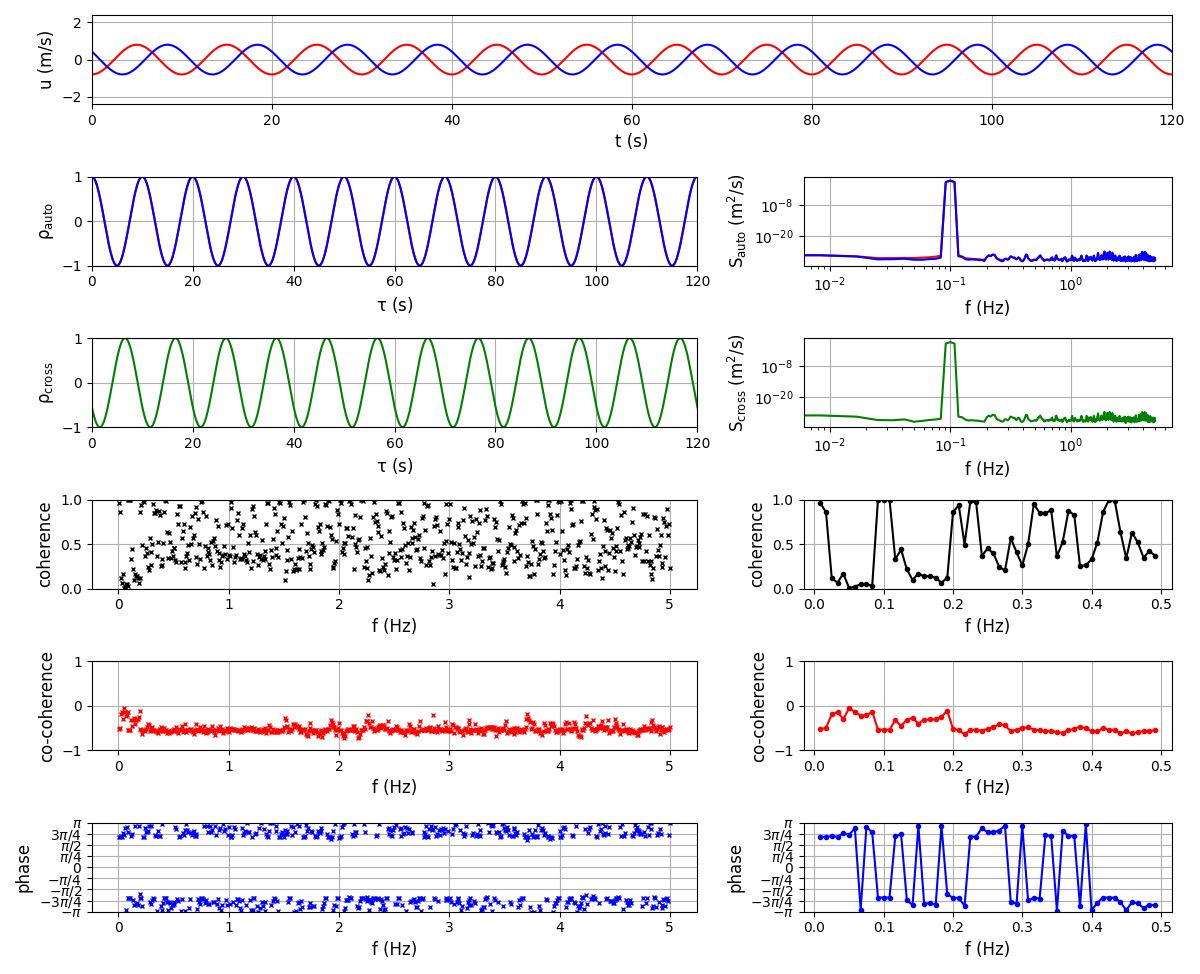 u (m/s)
2
0
−2
0 20 40 60 80 100 120
t (s)
ρauto
1
0
−1
0 20 40 60 80 100 120
τ (s)
Sauto (m²/s)
10⁻⁸
10⁻²⁰
10⁻² 10⁻¹ 10⁰
f (Hz)
ρcross
1
0
−1
0 20 40 60 80 100 120
τ (s)
Scross (m²/s)
10⁻⁸
10⁻²⁰
10⁻² 10⁻¹ 10⁰
f (Hz)
coherence
1.0
0.5
0.0
0 1 2 3 4 5
f (Hz)
coherence
1.0
0.5
0.0
0.0 0.1 0.2 0.3 0.4 0.5
f (Hz)
co-coherence
1
0
−1
0 1 2 3 4 5
f (Hz)
co-coherence
1
0
−1
0.0 0.1 0.2 0.3 0.4 0.5
f (Hz)
phase
π
3π/4
π/2
π/4
0
−π/4
−π/2
−3π/4
−π
0 1 2 3 4 5
f (Hz)
phase
π
3π/4
π/2
π/4
0
−π/4
−π/2
−3π/4
−π
0.0 0.1 0.2 0.3 0.4 0.5
f (Hz)